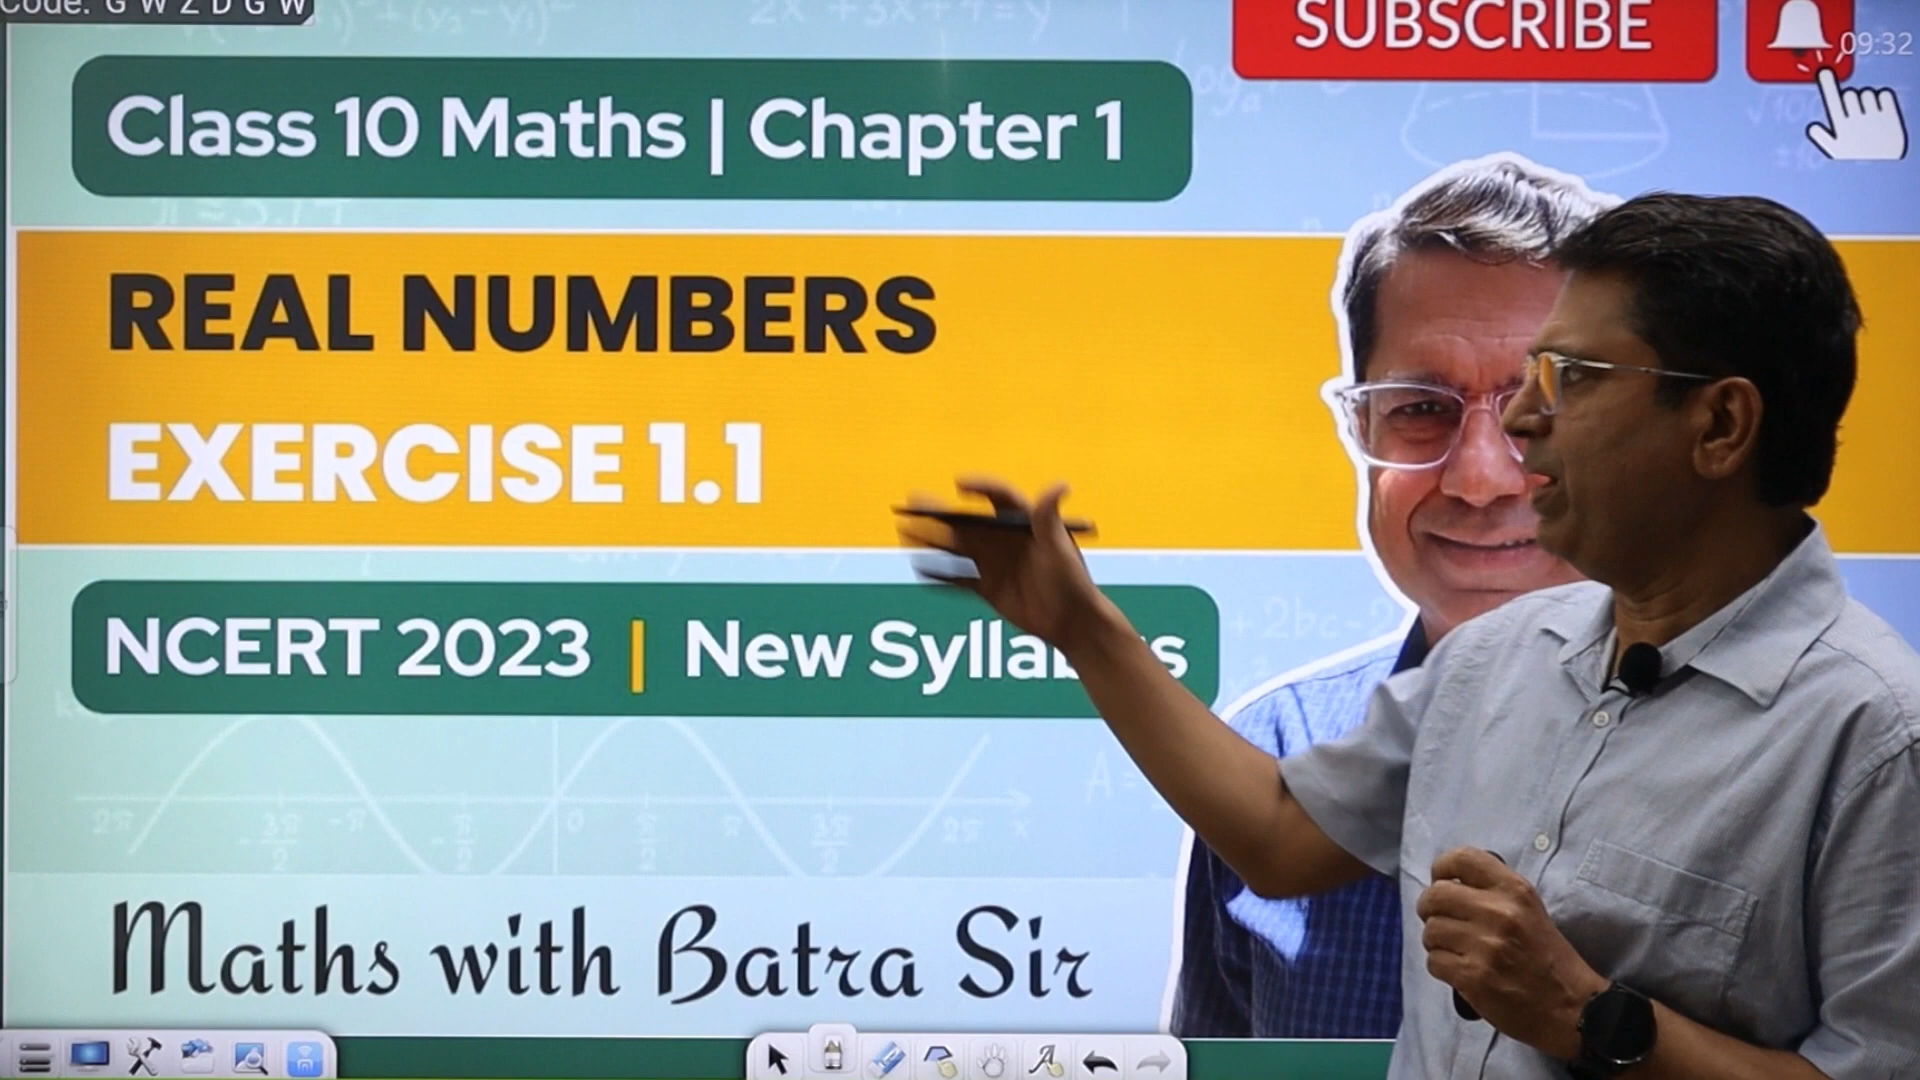 Code: G W Z D G W
SUBSCRIBE
09:32
Class 10 Maths | Chapter 1
REAL NUMBERS
EXERCISE 1.1
NCERT 2023 | New
Maths with Batra Sir